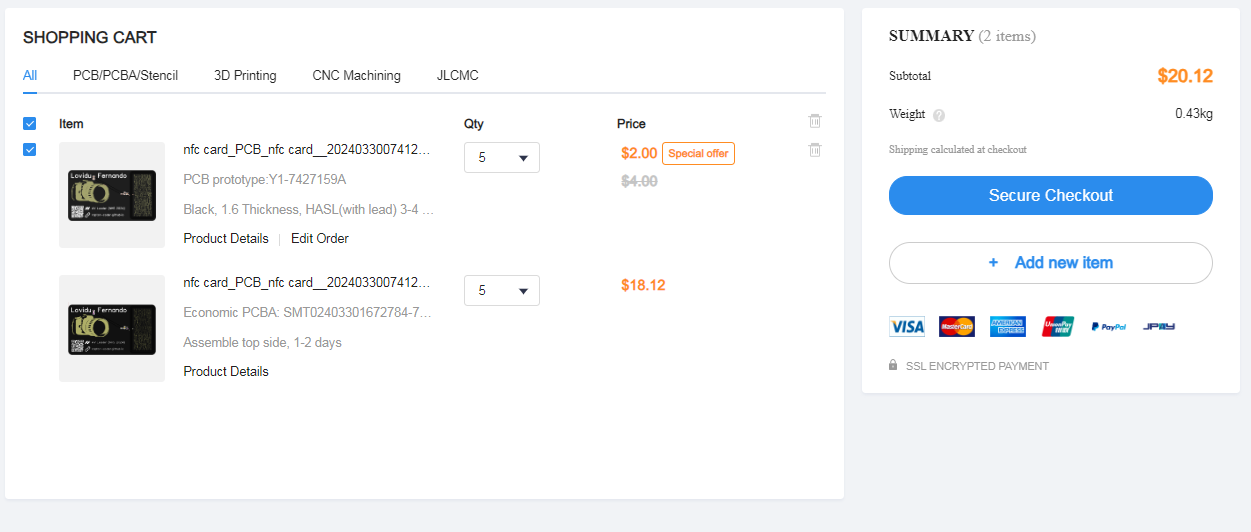 SHOPPING CART
All PCB/PCBA/Stencil 3D Printing CNC Machining JLCMC
Item Qty Price
nfc card_PCB_nfc card__2024033007412...
5
$2.00 Special offer
PCB prototype:Y1-7427159A
$4.00
Black, 1.6 Thickness, HASL(with lead) 3-4 ...
Product Details Edit Order
Fernando
nfc card_PCB_nfc card__2024033007412...
5
$18.12
Economic PCBA: SMT02403301672784-7...
Assemble top side, 1-2 days
Product Details
Fernando
SUMMARY (2 items)
Subtotal $20.12
Weight ? 0.43kg
Shipping calculated at checkout
Secure Checkout
+ Add new item
VISA MasterCard AMERICAN EXPRESS UnionPay PayPal JPAY
SSL ENCRYPTED PAYMENT